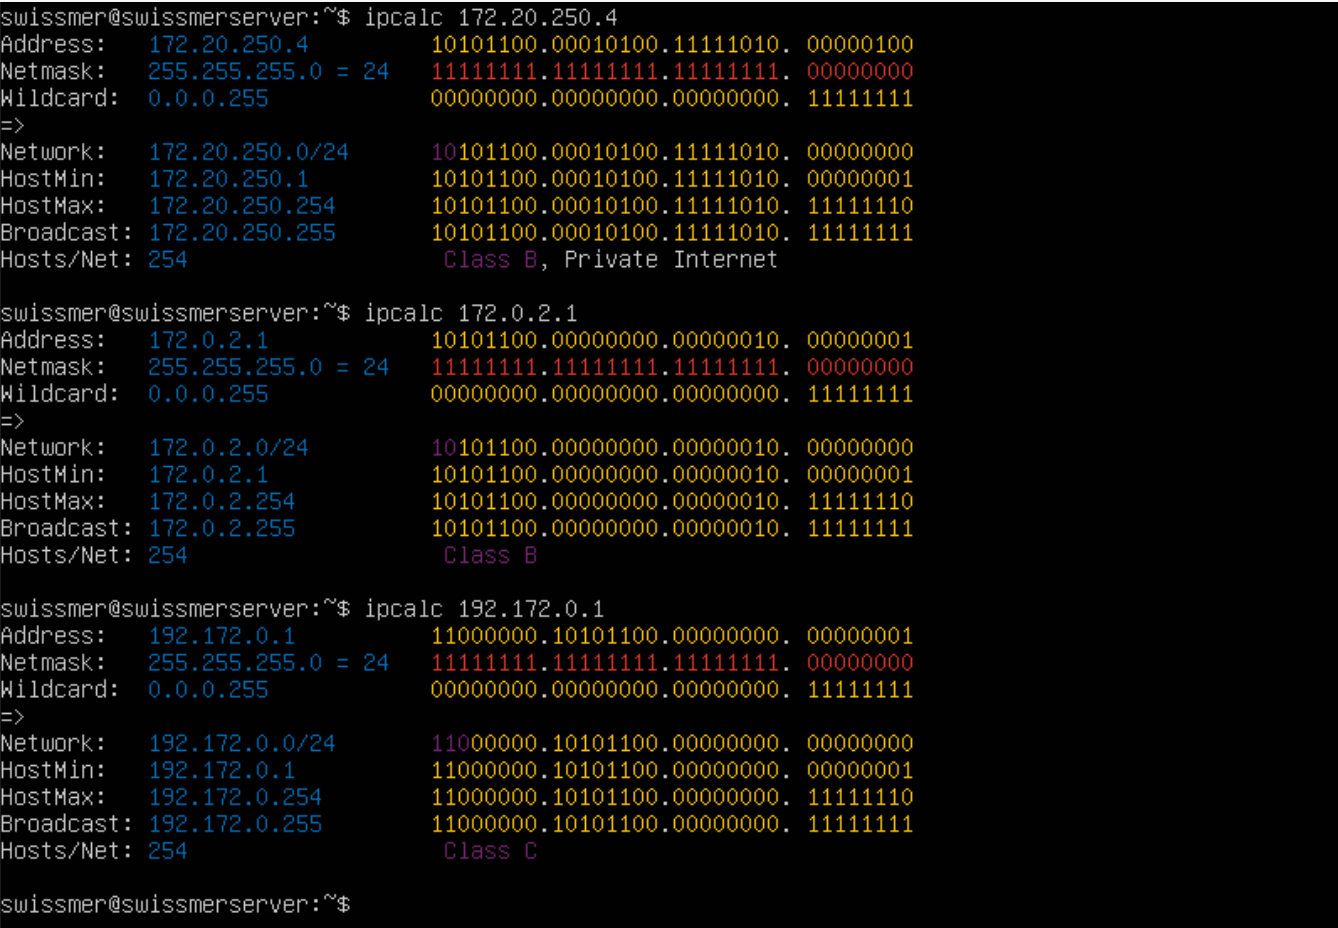 swissmer@swissmerserver:~$ ipcalc 172.20.250.4
Address:   172.20.250.4         10101100.00010100.11111010. 00000100
Netmask:   255.255.255.0 = 24   11111111.11111111.11111111. 00000000
Wildcard:  0.0.0.255            00000000.00000000.00000000. 11111111
=>
Network:   172.20.250.0/24      10101100.00010100.11111010. 00000000
HostMin:   172.20.250.1         10101100.00010100.11111010. 00000001
HostMax:   172.20.250.254       10101100.00010100.11111010. 11111110
Broadcast: 172.20.250.255       10101100.00010100.11111010. 11111111
Hosts/Net: 254                   Class B, Private Internet

swissmer@swissmerserver:~$ ipcalc 172.0.2.1
Address:   172.0.2.1            10101100.00000000.00000010. 00000001
Netmask:   255.255.255.0 = 24   11111111.11111111.11111111. 00000000
Wildcard:  0.0.0.255            00000000.00000000.00000000. 11111111
=>
Network:   172.0.2.0/24         10101100.00000000.00000010. 00000000
HostMin:   172.0.2.1            10101100.00000000.00000010. 00000001
HostMax:   172.0.2.254          10101100.00000000.00000010. 11111110
Broadcast: 172.0.2.255          10101100.00000000.00000010. 11111111
Hosts/Net: 254                   Class B

swissmer@swissmerserver:~$ ipcalc 192.172.0.1
Address:   192.172.0.1          11000000.10101100.00000000. 00000001
Netmask:   255.255.255.0 = 24   11111111.11111111.11111111. 00000000
Wildcard:  0.0.0.255            00000000.00000000.00000000. 11111111
=>
Network:   192.172.0.0/24       11000000.10101100.00000000. 00000000
HostMin:   192.172.0.1          11000000.10101100.00000000. 00000001
HostMax:   192.172.0.254        11000000.10101100.00000000. 11111110
Broadcast: 192.172.0.255        11000000.10101100.00000000. 11111111
Hosts/Net: 254                   Class C

swissmer@swissmerserver:~$